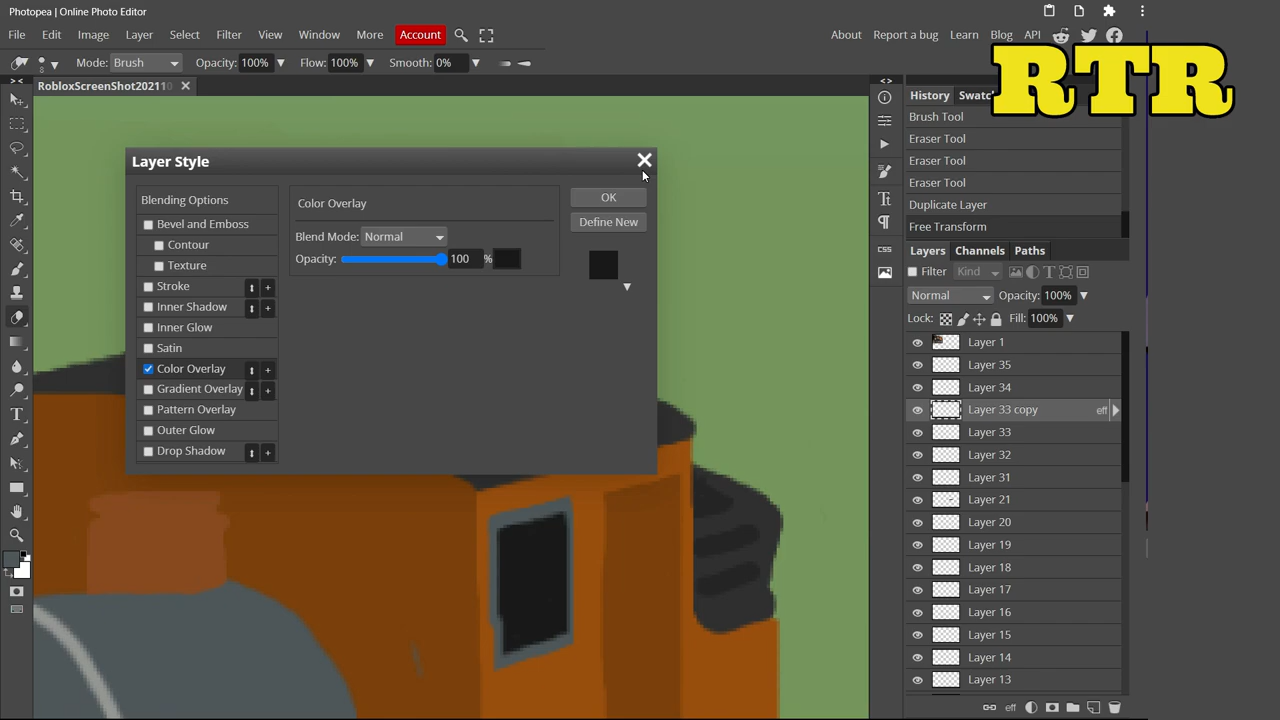 Photopea | Online Photo Editor
File Edit Image Layer Select Filter View Window More Account About Report a bug Learn Blog API
RTR
8 Mode: Brush Opacity: 100% Flow: 100% Smooth: 0%
RobloxScreenShot202110
History Swatc
Brush Tool
Eraser Tool
Eraser Tool
Eraser Tool
Duplicate Layer
Free Transform
Layer Style
OK
Define New
Blending Options
Bevel and Emboss
Contour
Texture
Stroke
Inner Shadow
Inner Glow
Satin
Color Overlay
Gradient Overlay
Pattern Overlay
Outer Glow
Drop Shadow
Color Overlay
Blend Mode: Normal
Opacity: 100 %
CSS
Layers Channels Paths
Filter Kind
Normal Opacity: 100%
Lock: Fill: 100%
Layer 1
Layer 35
Layer 34
Layer 33 copy eff
Layer 33
Layer 32
Layer 31
Layer 21
Layer 20
Layer 19
Layer 18
Layer 17
Layer 16
Layer 15
Layer 14
Layer 13
eff